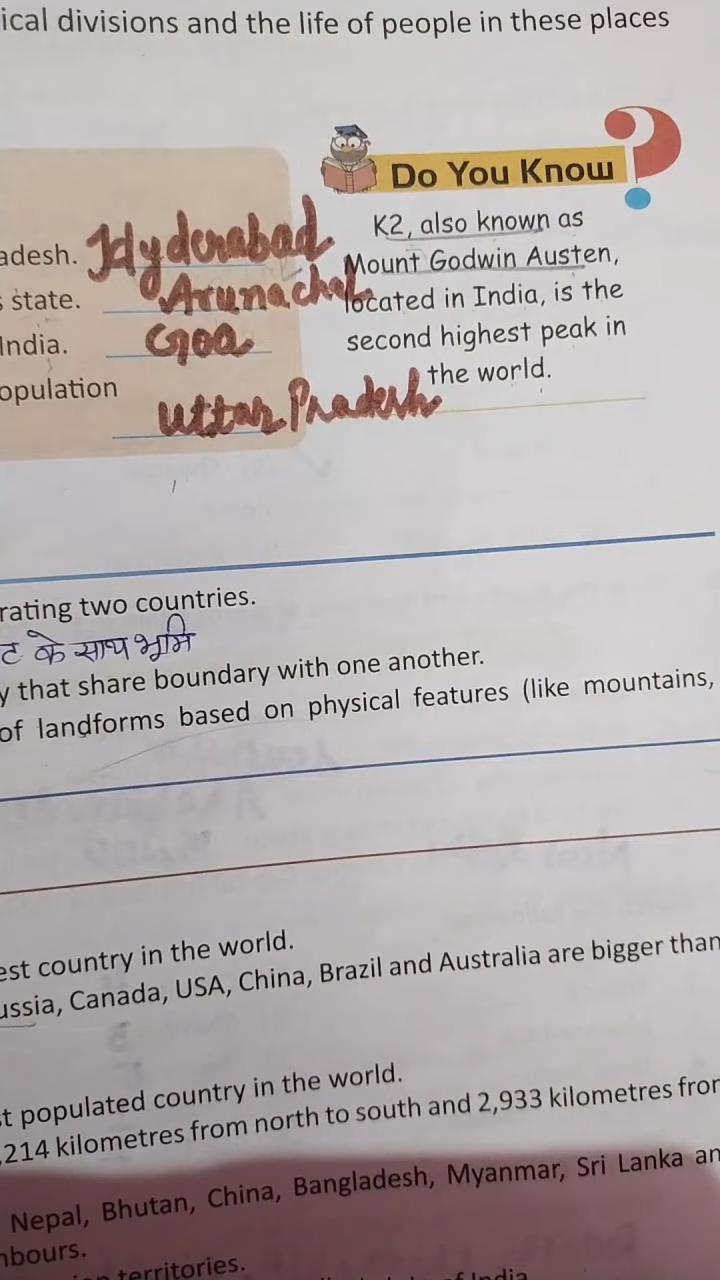 ical divisions and the life of people in these places
Do You Know
K2, also known as
Mount Godwin Austen,
located in India, is the
second highest peak in
the world.
adesh. Hyderabad
state. Arunachal
India. Goa
opulation
Uttar Pradesh
rating two countries.
ट के साथ भूमि
y that share boundary with one another.
of landforms based on physical features (like mountains,
est country in the world.
ussia, Canada, USA, China, Brazil and Australia are bigger than
t populated country in the world.
,214 kilometres from north to south and 2,933 kilometres from
Nepal, Bhutan, China, Bangladesh, Myanmar, Sri Lanka an
nbours.
territories.
of India